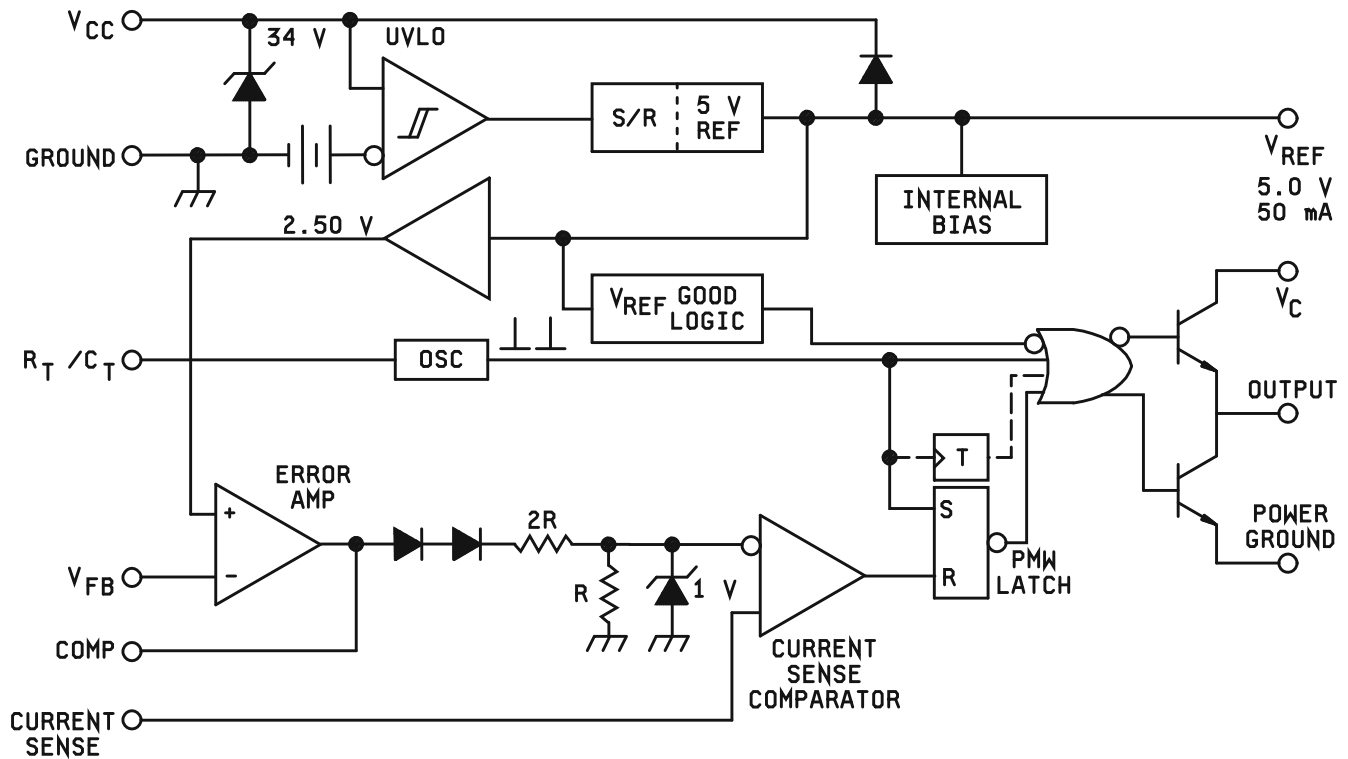 VCC
34 V
UVLO
S/R
5 V
REF
GROUND
VREF
5.0 V
50 mA
INTERNAL
BIAS
2.50 V
VREF GOOD
LOGIC
VC
RT /CT
OSC
OUTPUT
T
ERROR
AMP
+
S
2R
POWER
GROUND
VFB
−
R
1 V
R
PMW
LATCH
COMP
CURRENT
SENSE
COMPARATOR
CURRENT
SENSE